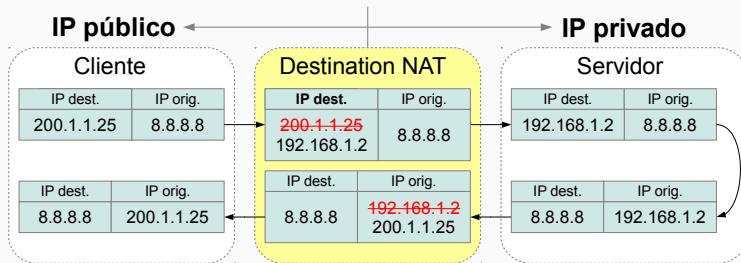 IP público IP privado
Cliente Destination NAT Servidor
IP dest. IP orig. IP dest. IP orig. IP dest. IP orig.
200.1.1.25 8.8.8.8 200.1.1.25 8.8.8.8 192.168.1.2 8.8.8.8
192.168.1.2
IP dest. IP orig. IP dest. IP orig. IP dest. IP orig.
8.8.8.8 200.1.1.25 8.8.8.8 192.168.1.2 8.8.8.8 192.168.1.2
200.1.1.25